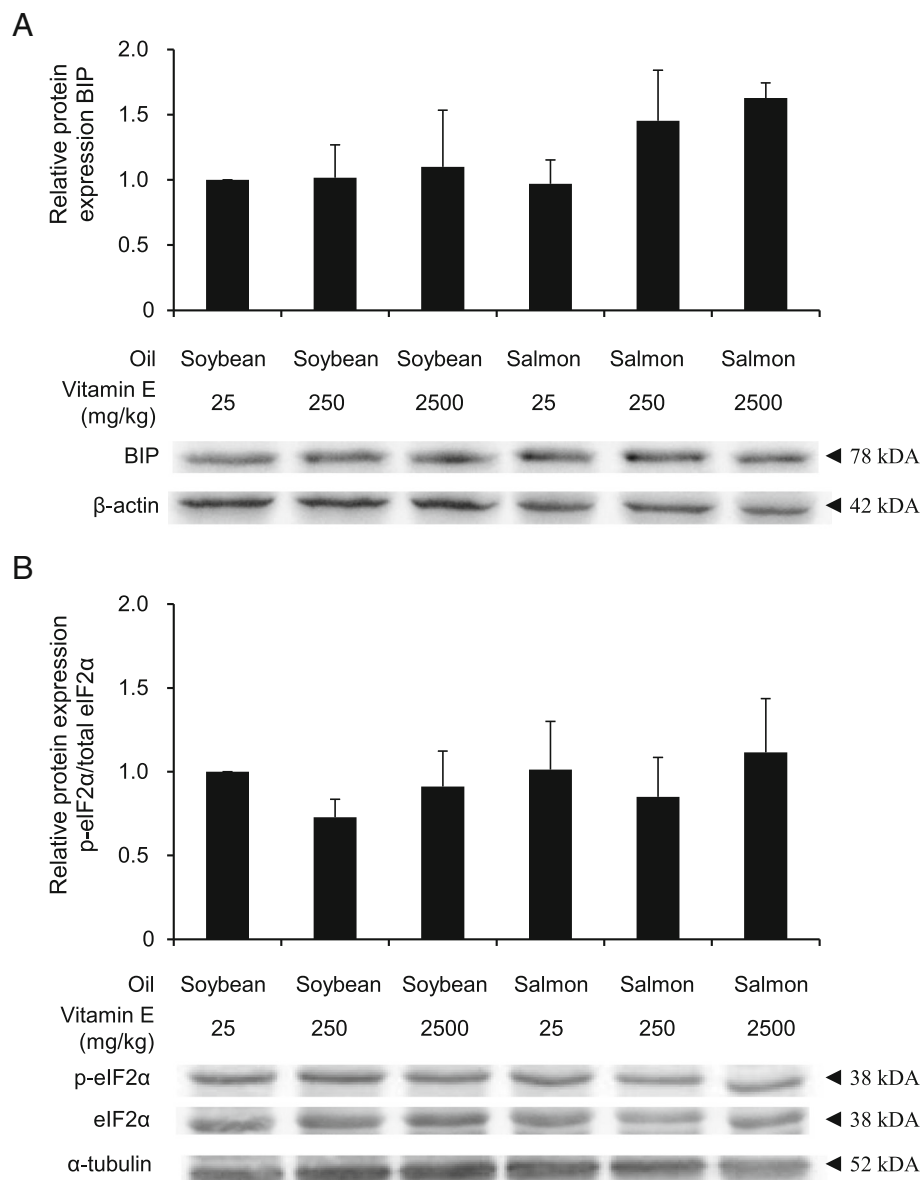 A
Relative protein
expression BIP
2.0
1.5
1.0
0.5
0
Oil Soybean Soybean Soybean Salmon Salmon Salmon
Vitamin E
(mg/kg) 25 250 2500 25 250 2500
BIP ◄ 78 kDA
β-actin ◄ 42 kDA
B
Relative protein expression
p-eIF2α/total eIF2α
2.0
1.5
1.0
0.5
0
Oil Soybean Soybean Soybean Salmon Salmon Salmon
Vitamin E
(mg/kg) 25 250 2500 25 250 2500
p-eIF2α ◄ 38 kDA
eIF2α ◄ 38 kDA
α-tubulin ◄ 52 kDA